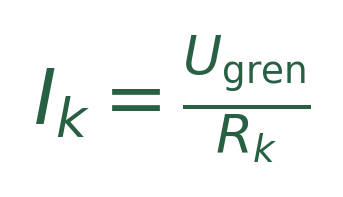 I_k = U_gren / R_k